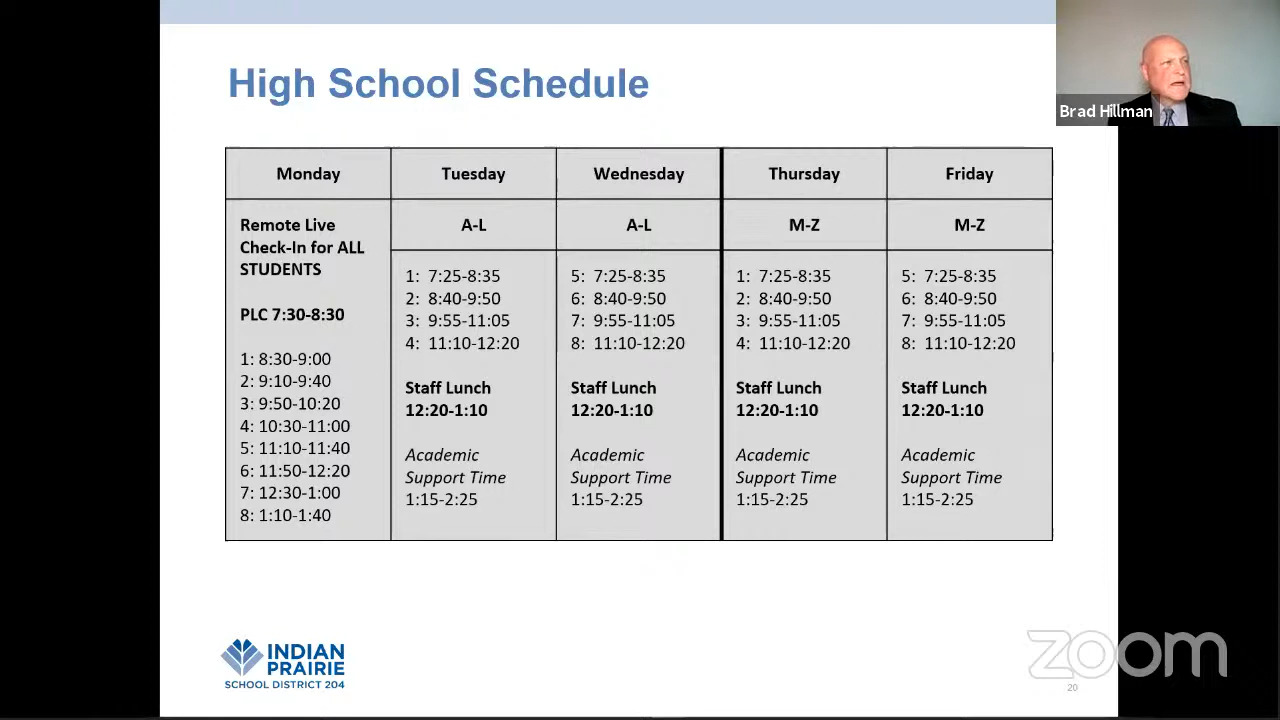 High School Schedule
Brad Hillman
Monday
Tuesday
Wednesday
Thursday
Friday
Remote Live
Check-In for ALL
STUDENTS
PLC 7:30-8:30
1: 8:30-9:00
2: 9:10-9:40
3: 9:50-10:20
4: 10:30-11:00
5: 11:10-11:40
6: 11:50-12:20
7: 12:30-1:00
8: 1:10-1:40
A-L
1: 7:25-8:35
2: 8:40-9:50
3: 9:55-11:05
4: 11:10-12:20
Staff Lunch
12:20-1:10
Academic
Support Time
1:15-2:25
A-L
5: 7:25-8:35
6: 8:40-9:50
7: 9:55-11:05
8: 11:10-12:20
Staff Lunch
12:20-1:10
Academic
Support Time
1:15-2:25
M-Z
1: 7:25-8:35
2: 8:40-9:50
3: 9:55-11:05
4: 11:10-12:20
Staff Lunch
12:20-1:10
Academic
Support Time
1:15-2:25
M-Z
5: 7:25-8:35
6: 8:40-9:50
7: 9:55-11:05
8: 11:10-12:20
Staff Lunch
12:20-1:10
Academic
Support Time
1:15-2:25
INDIAN
PRAIRIE
SCHOOL DISTRICT 204
zoom
20